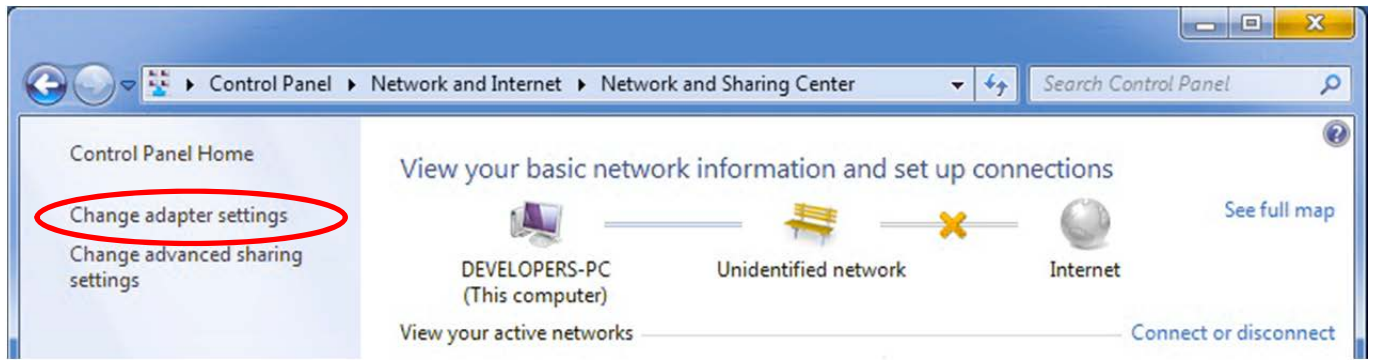 Control Panel ▸ Network and Internet ▸ Network and Sharing Center
Search Control Panel
Control Panel Home
Change adapter settings
Change advanced sharing
settings
View your basic network information and set up connections
See full map
DEVELOPERS-PC
(This computer)
Unidentified network
Internet
View your active networks
Connect or disconnect